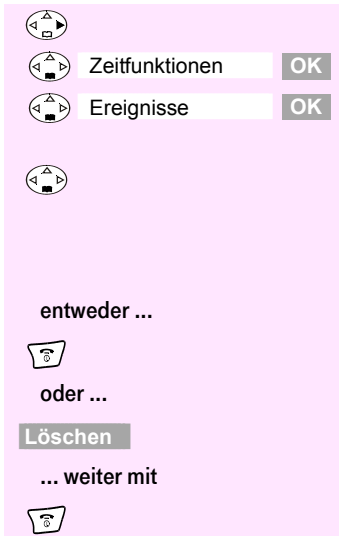 Zeitfunktionen OK
Ereignisse OK
entweder ...
oder ...
Löschen
... weiter mit